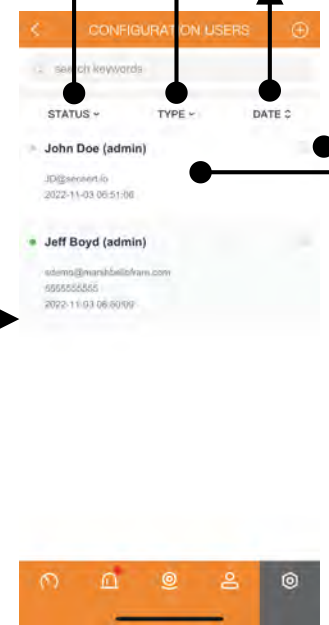 CONFIGURATION USERS
search keywords
STATUS TYPE DATE
John Doe (admin)
JD@sensert.io
2022-11-03 06:51:06
Jeff Boyd (admin)
5555555555
2022-11-03 06:50:09